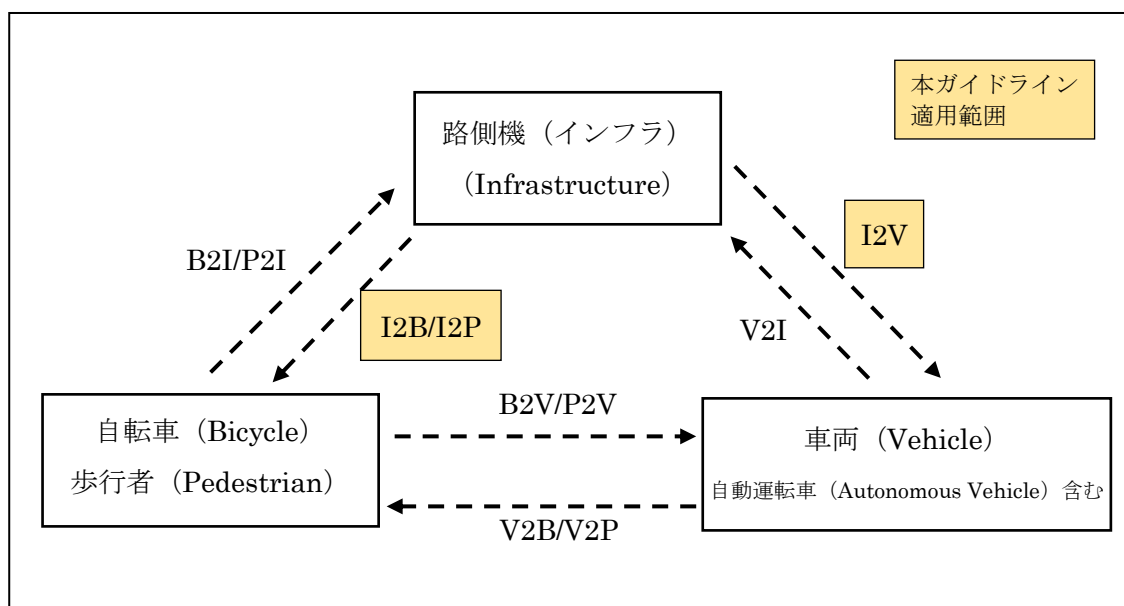 本ガイドライン
適用範囲
路側機（インフラ）
（Infrastructure）
I2V
B2I/P2I
I2B/I2P
V2I
自転車（Bicycle）
歩行者（Pedestrian）
B2V/P2V
車両（Vehicle）
自動運転車（Autonomous Vehicle）含む
V2B/V2P